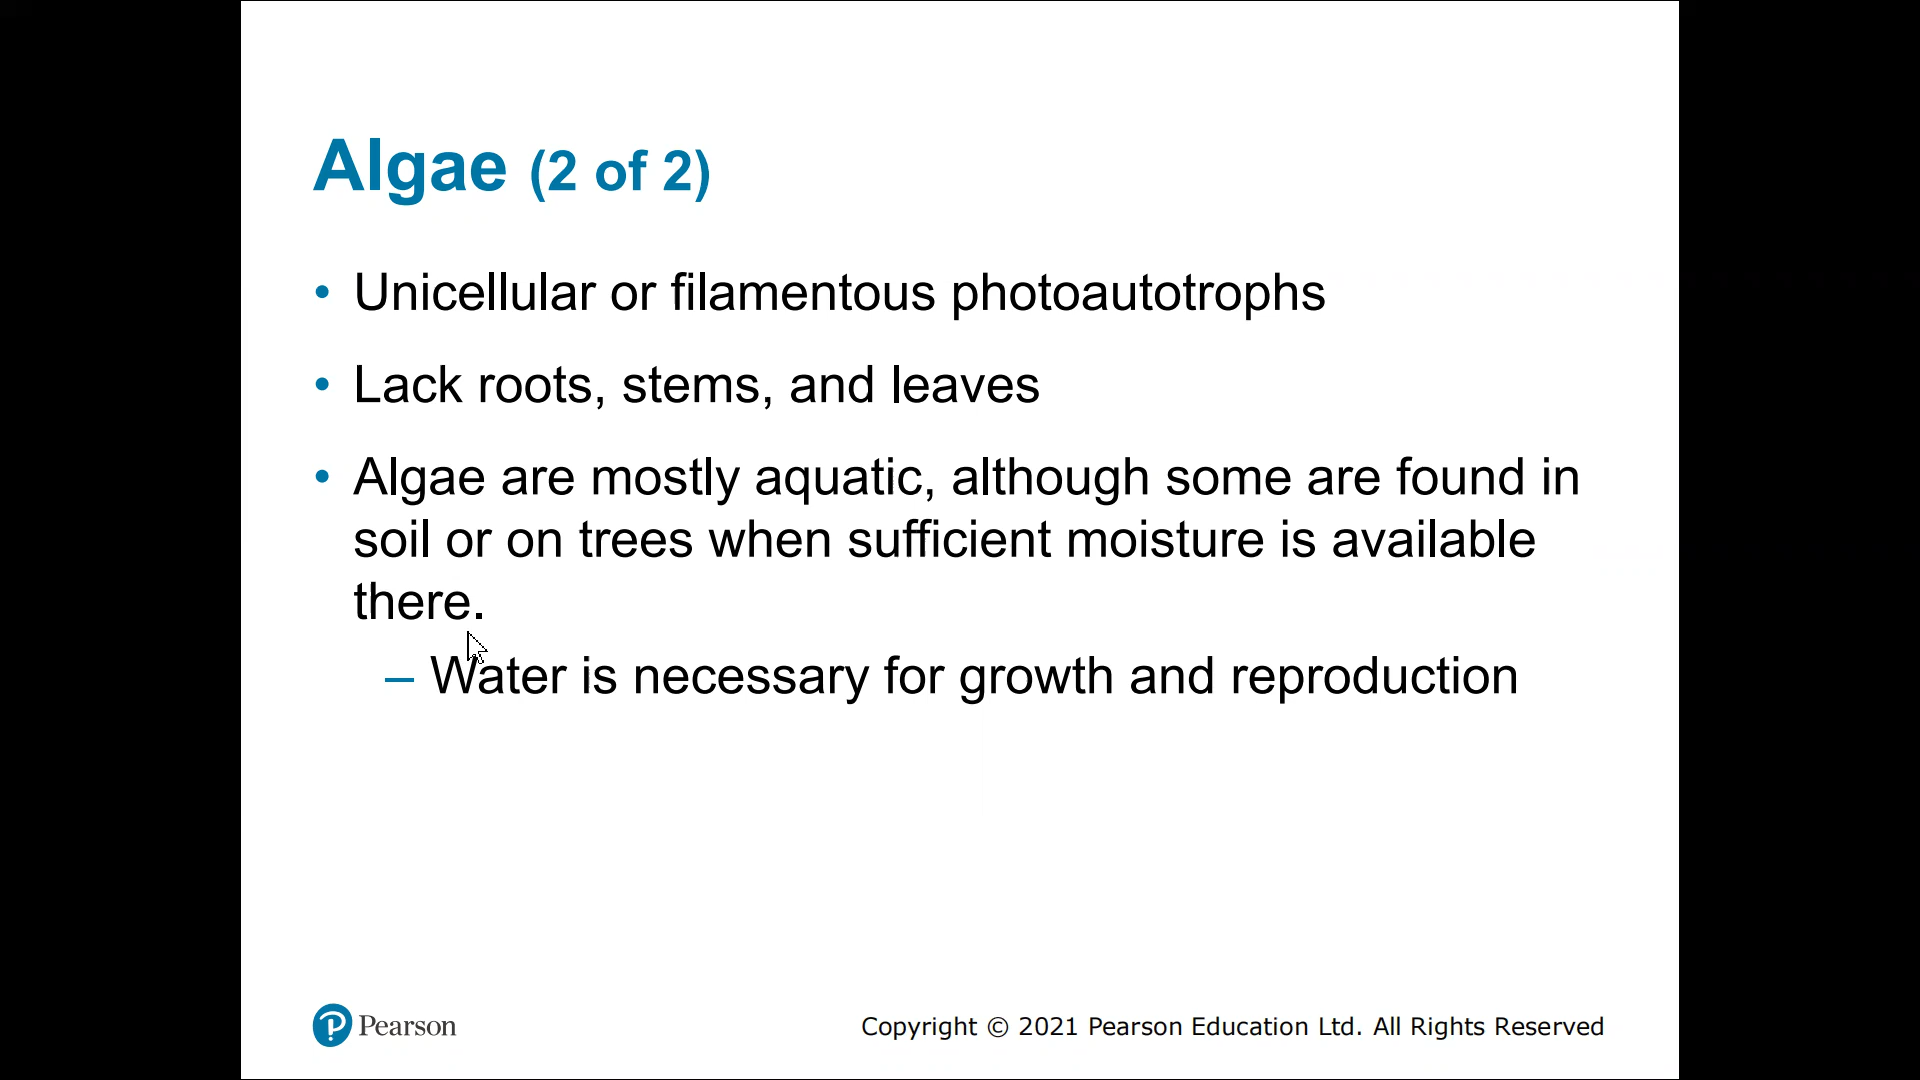 Algae (2 of 2)
• Unicellular or filamentous photoautotrophs
• Lack roots, stems, and leaves
• Algae are mostly aquatic, although some are found in
soil or on trees when sufficient moisture is available
there.
– Water is necessary for growth and reproduction
Pearson
Copyright © 2021 Pearson Education Ltd. All Rights Reserved